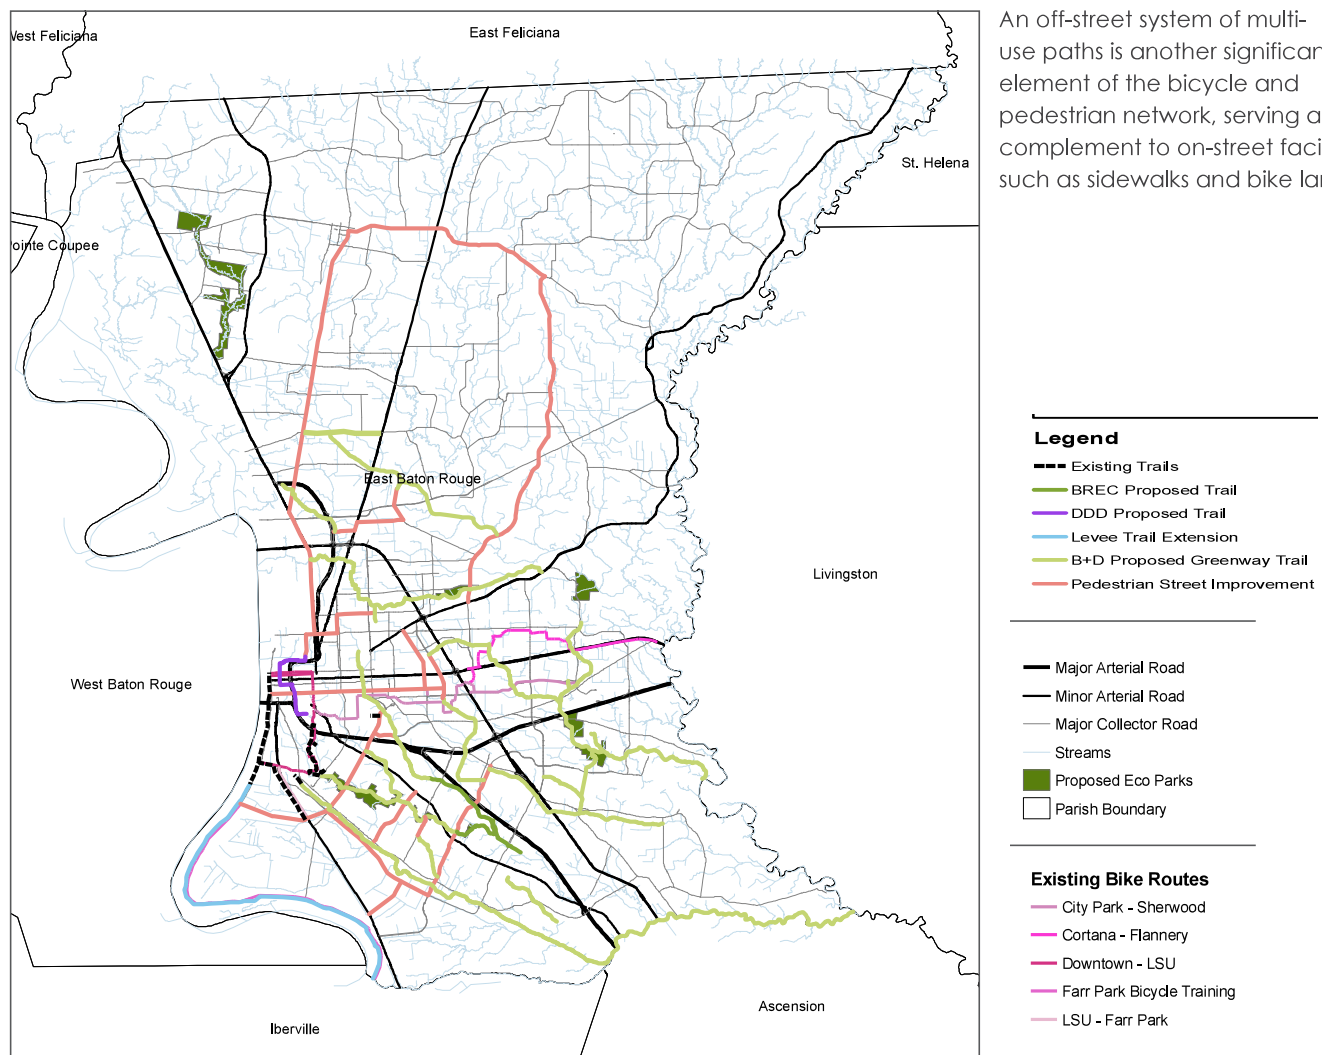 An off-street system of multi-
use paths is another significan
element of the bicycle and
pedestrian network, serving a
complement to on-street faci
such as sidewalks and bike la
West Feliciana
East Feliciana
St. Helena
Pointe Coupee
East Baton Rouge
Livingston
West Baton Rouge
Ascension
Iberville
Legend
Existing Trails
BREC Proposed Trail
DDD Proposed Trail
Levee Trail Extension
B+D Proposed Greenway Trail
Pedestrian Street Improvement
Major Arterial Road
Minor Arterial Road
Major Collector Road
Streams
Proposed Eco Parks
Parish Boundary
Existing Bike Routes
City Park - Sherwood
Cortana - Flannery
Downtown - LSU
Farr Park Bicycle Training
LSU - Farr Park